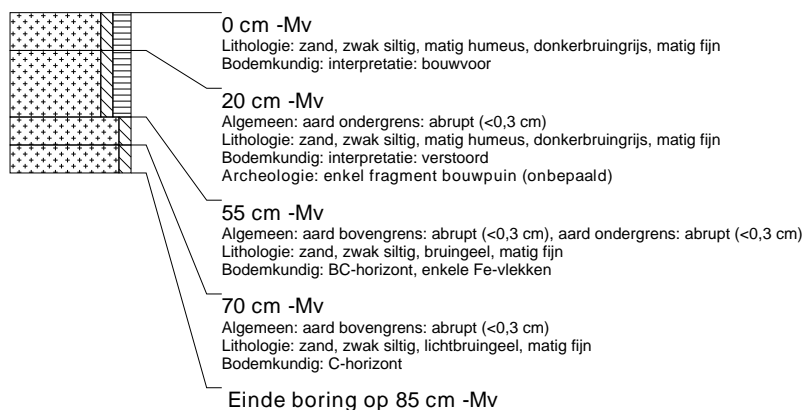 0 cm -Mv
Lithologie: zand, zwak siltig, matig humeus, donkerbruingrijs, matig fijn
Bodemkundig: interpretatie: bouwvoor
20 cm -Mv
Algemeen: aard ondergrens: abrupt (<0,3 cm)
Lithologie: zand, zwak siltig, matig humeus, donkerbruingrijs, matig fijn
Bodemkundig: interpretatie: verstoord
Archeologie: enkel fragment bouwpuin (onbepaald)
55 cm -Mv
Algemeen: aard bovengrens: abrupt (<0,3 cm), aard ondergrens: abrupt (<0,3 cm)
Lithologie: zand, zwak siltig, bruingeel, matig fijn
Bodemkundig: BC-horizont, enkele Fe-vlekken
70 cm -Mv
Algemeen: aard bovengrens: abrupt (<0,3 cm)
Lithologie: zand, zwak siltig, lichtbruingeel, matig fijn
Bodemkundig: C-horizont
Einde boring op 85 cm -Mv